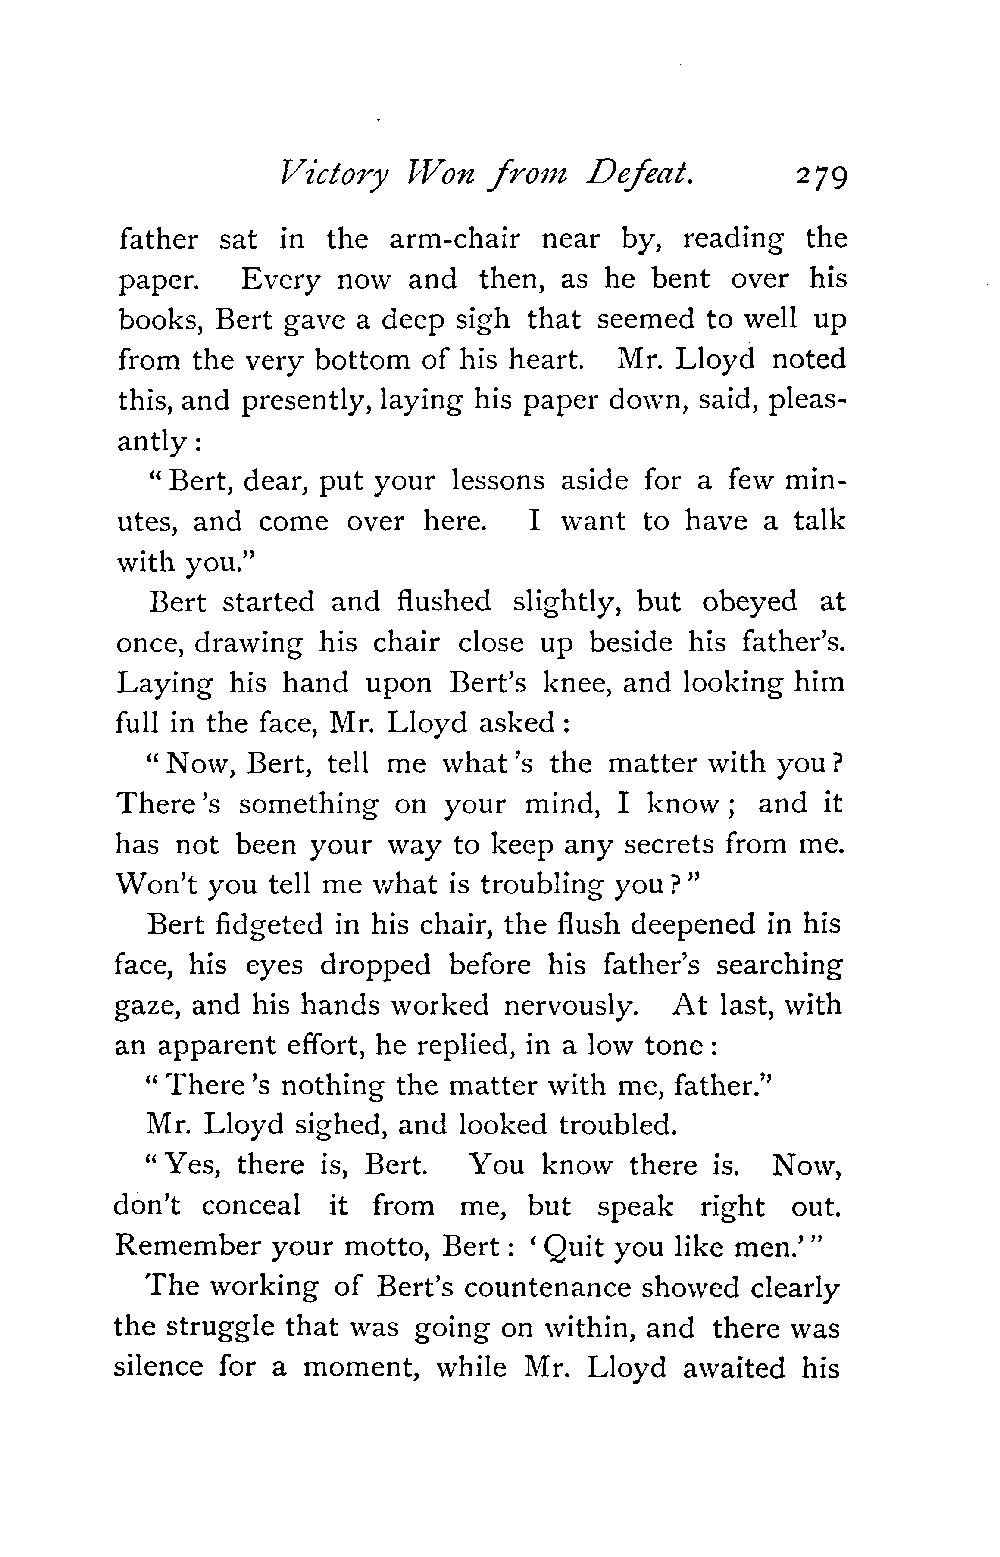 Victory Won from Defeat. 279
father sat in the arm-chair near by, reading the
paper. Every now and then, as he bent over his
books, Bert gave a deep sigh that seemed to well up
from the very bottom of his heart. Mr. Lloyd noted
this, and presently, laying his paper down, said, pleas-
antly :
“ Bert, dear, put your lessons aside for a few min-
utes, and come over here. I want to have a talk
with you.”
Bert started and flushed slightly, but obeyed at
once, drawing his chair close up beside his father’s.
Laying his hand upon Bert’s knee, and looking him
full in the face, Mr. Lloyd asked :
“ Now, Bert, tell me what ’s the matter with you ?
There ’s something on your mind, I know ; and it
has not been your way to keep any secrets from me.
Won’t you tell me what is troubling you ? ”
Bert fidgeted in his chair, the flush deepened in his
face, his eyes dropped before his father’s searching
gaze, and his hands worked nervously. At last, with
an apparent effort, he replied, in a low tone :
“ There ’s nothing the matter with me, father.”
Mr. Lloyd sighed, and looked troubled.
“ Yes, there is, Bert. You know there is. Now,
don’t conceal it from me, but speak right out.
Remember your motto, Bert : ‘ Quit you like men.’ ”
The working of Bert’s countenance showed clearly
the struggle that was going on within, and there was
silence for a moment, while Mr. Lloyd awaited his